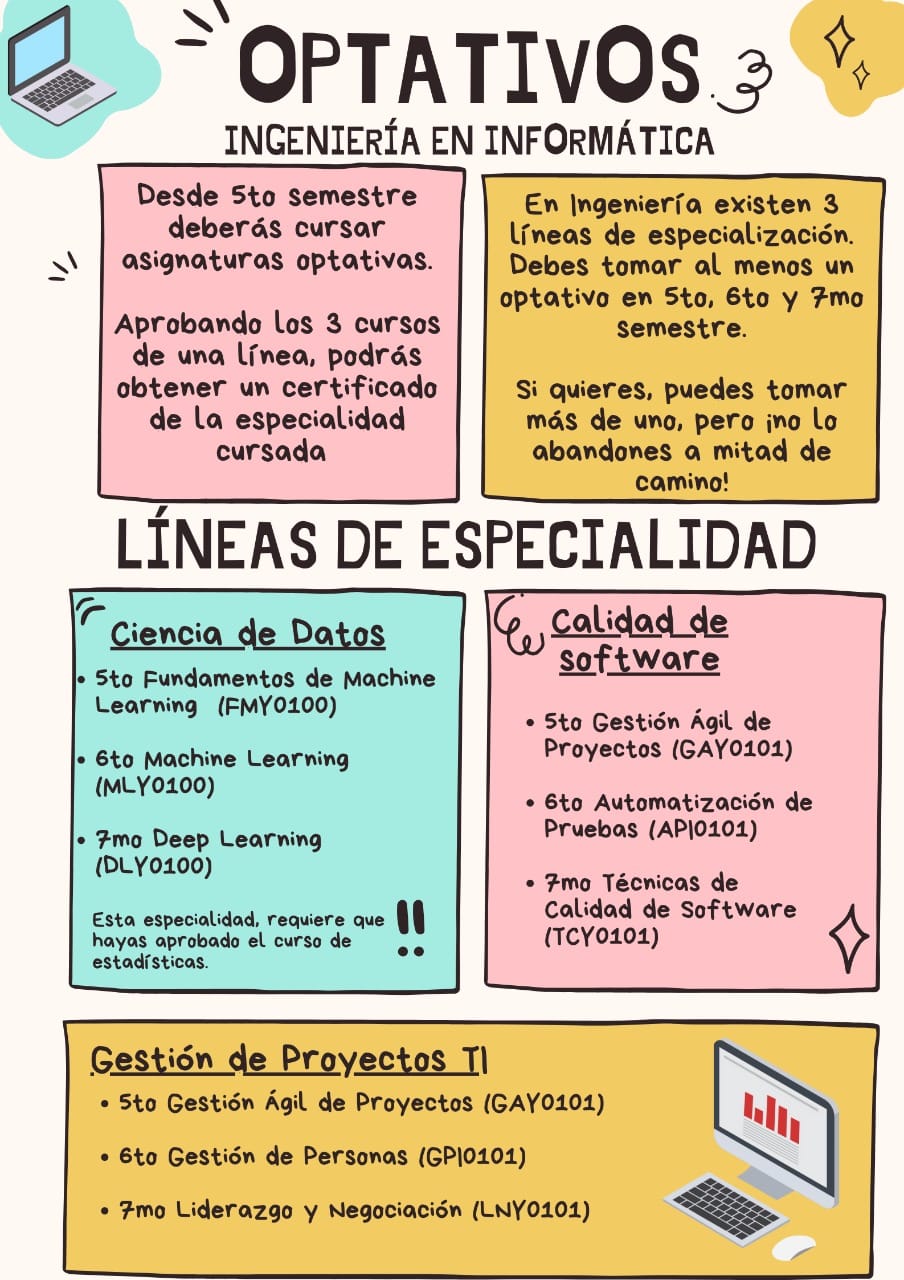 OPTATIVOS
INGENIERÍA EN INFORMÁTICA
Desde 5to semestre
deberás cursar
asignaturas optativas.
Aprobando los 3 cursos
de una línea, podrás
obtener un certificado
de la especialidad
cursada
En Ingeniería existen 3
líneas de especialización.
Debes tomar al menos un
optativo en 5to, 6to y 7mo
semestre.
Si quieres, puedes tomar
más de uno, pero ¡no lo
abandones a mitad de
camino!
LÍNEAS DE ESPECIALIDAD
Ciencia de Datos
• 5to Fundamentos de Machine
Learning (FMY0100)
• 6to Machine Learning
(MLY0100)
• 7mo Deep Learning
(DLY0100)
Esta especialidad, requiere que
hayas aprobado el curso de
estadísticas.
!!
Calidad de
software
• 5to Gestión Ágil de
Proyectos (GAY0101)
• 6to Automatización de
Pruebas (API0101)
• 7mo Técnicas de
Calidad de Software
(TCY0101)
Gestión de Proyectos TI
• 5to Gestión Ágil de Proyectos (GAY0101)
• 6to Gestión de Personas (GPI0101)
• 7mo Liderazgo y Negociación (LNY0101)